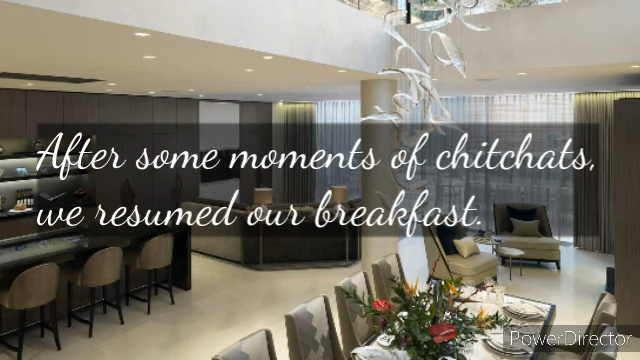 After some moments of chitchats,
we resumed our breakfast.
PowerDirector